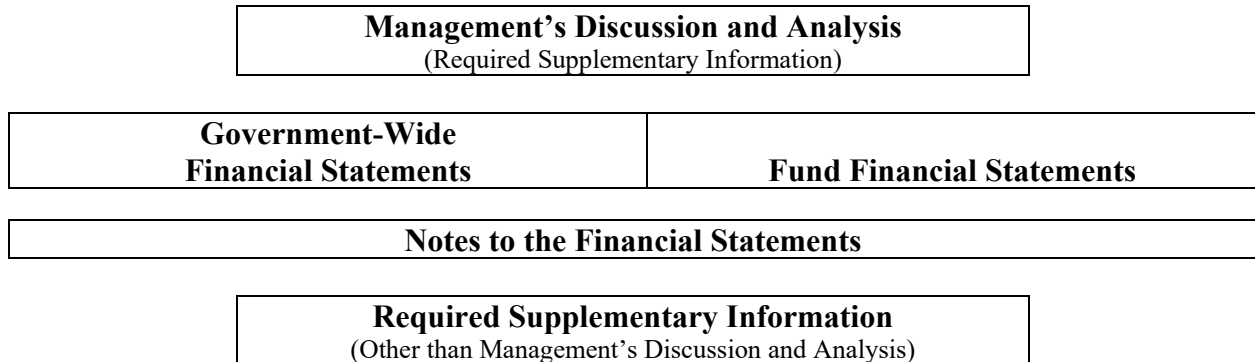 Management’s Discussion and Analysis
(Required Supplementary Information)
Government-Wide
Financial Statements
Fund Financial Statements
Notes to the Financial Statements
Required Supplementary Information
(Other than Management’s Discussion and Analysis)